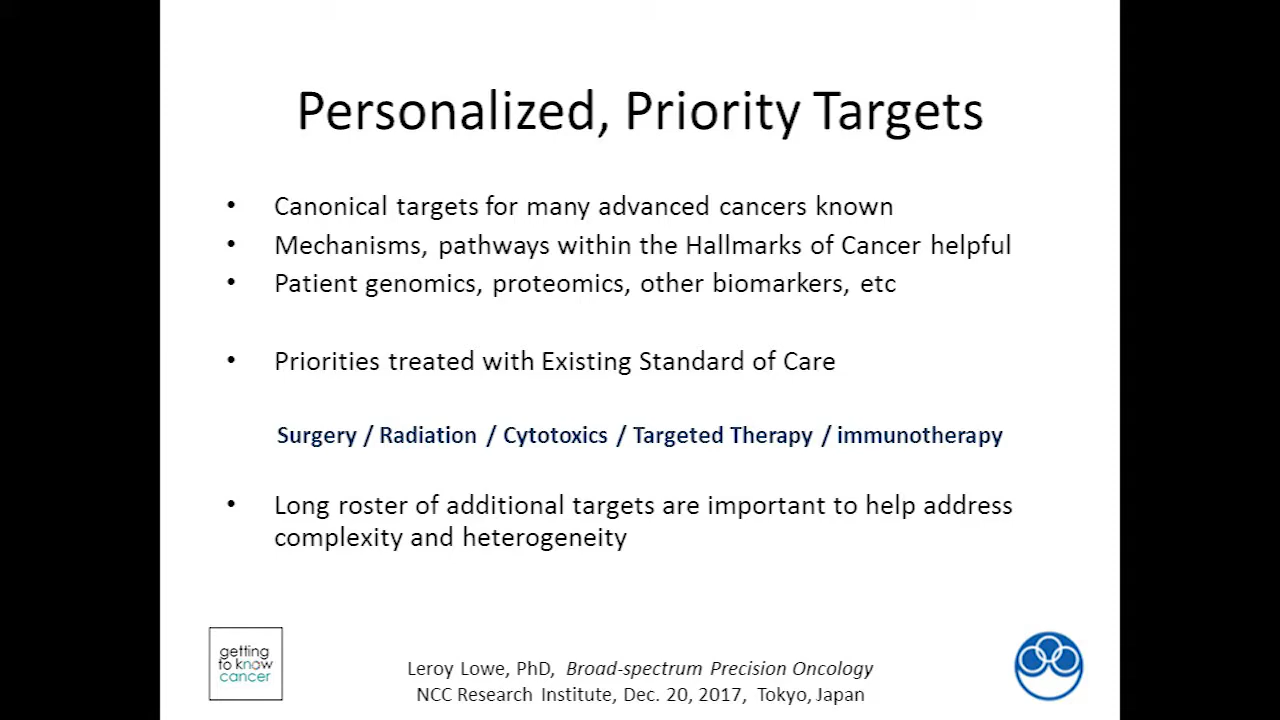 Personalized, Priority Targets
• Canonical targets for many advanced cancers known
• Mechanisms, pathways within the Hallmarks of Cancer helpful
• Patient genomics, proteomics, other biomarkers, etc
• Priorities treated with Existing Standard of Care
Surgery / Radiation / Cytotoxics / Targeted Therapy / immunotherapy
• Long roster of additional targets are important to help address
complexity and heterogeneity
getting
to know
cancer
Leroy Lowe, PhD, Broad-spectrum Precision Oncology
NCC Research Institute, Dec. 20, 2017, Tokyo, Japan